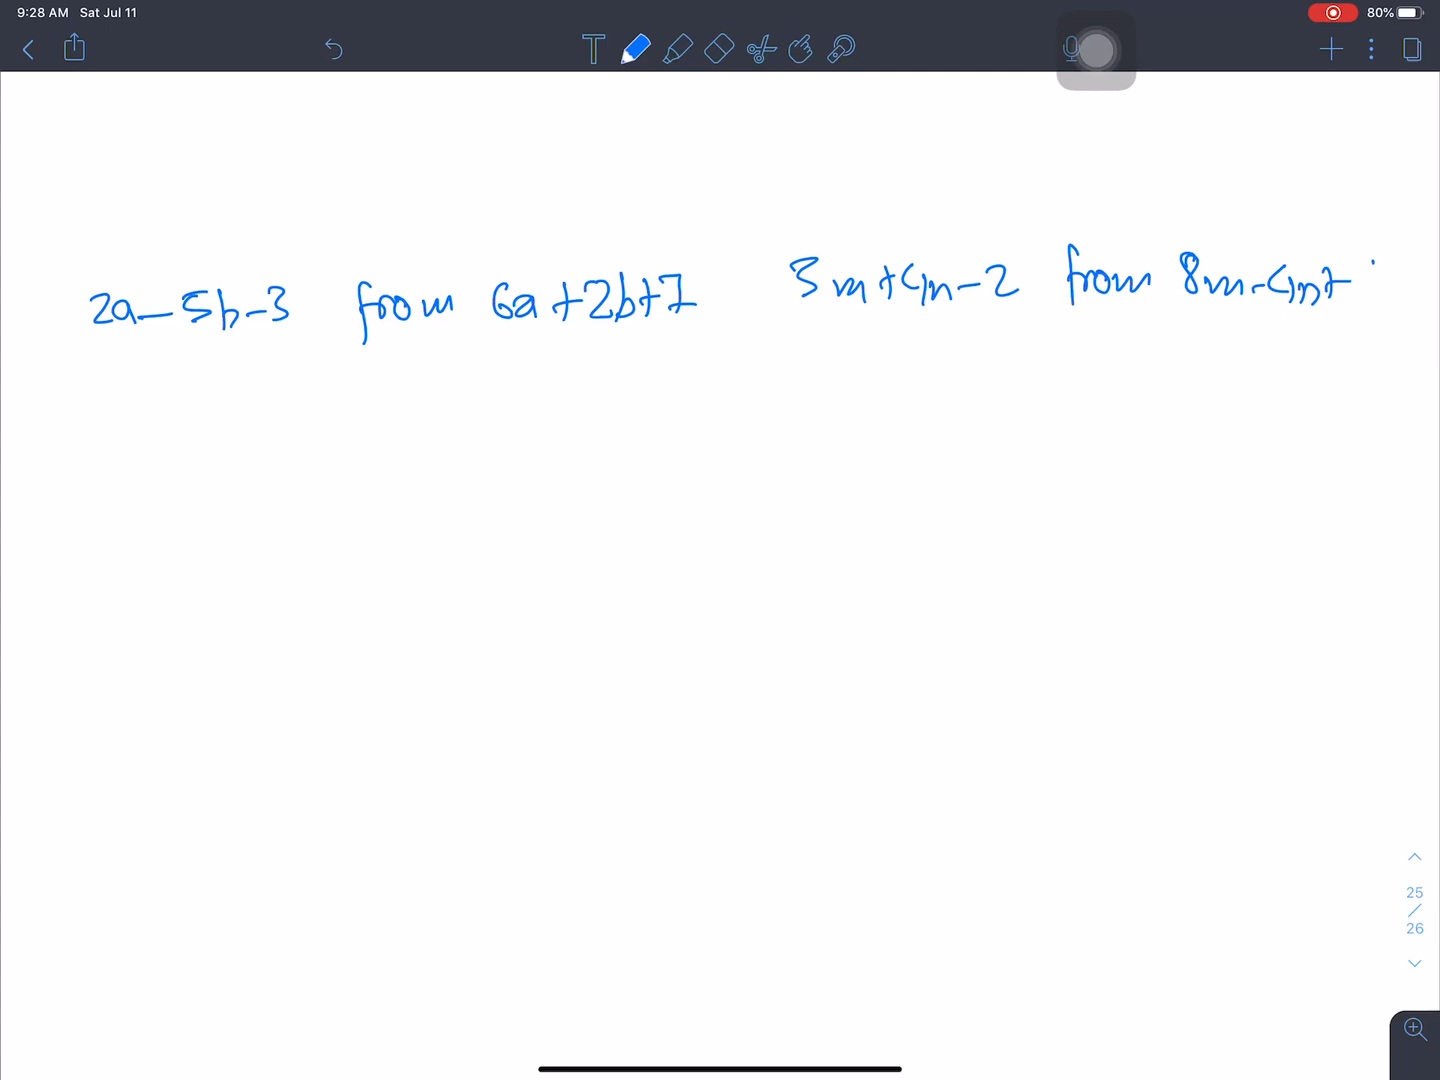 9:28 AM Sat Jul 11
80%
T
2a-5b-3 from 6a+2b+7
3m+4n-2 from 8m-4n+
25
/
26